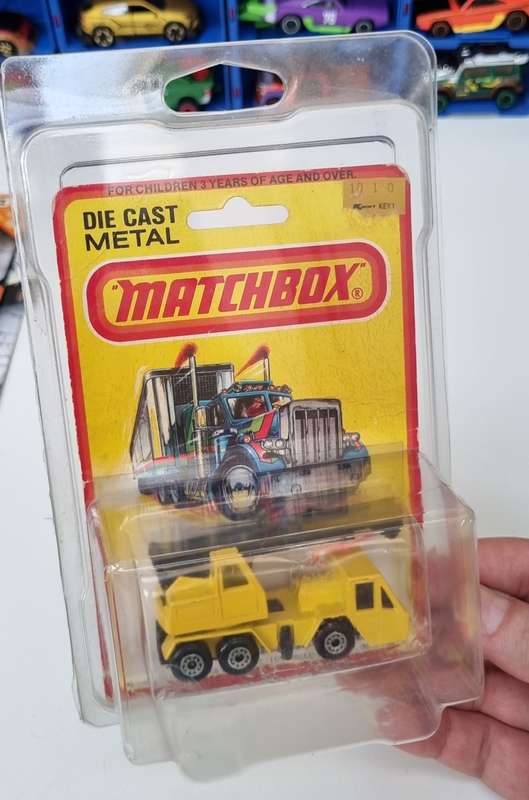 FOR CHILDREN 3 YEARS OF AGE AND OVER.
DIE CAST
METAL
"MATCHBOX"®